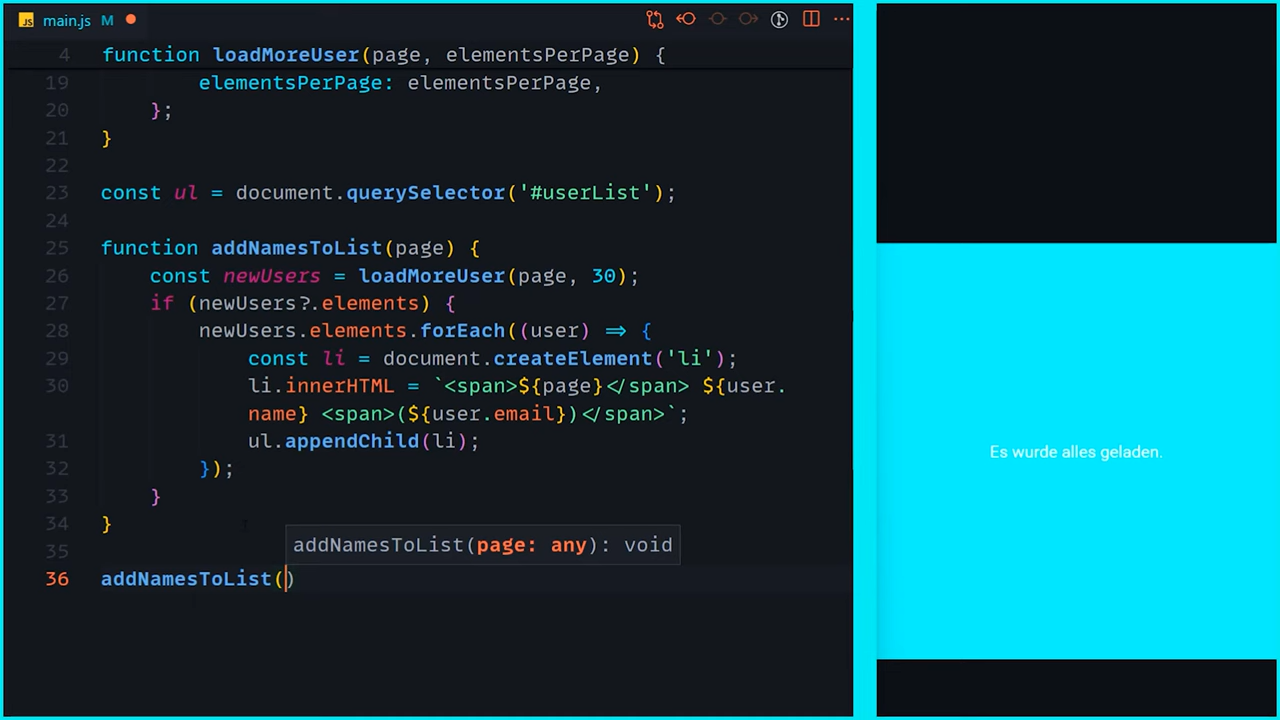 JS main.js M
4 function loadMoreUser(page, elementsPerPage) {
19 elementsPerPage: elementsPerPage,
20 };
21 }
22
23 const ul = document.querySelector('#userList');
24
25 function addNamesToList(page) {
26 const newUsers = loadMoreUser(page, 30);
27 if (newUsers?.elements) {
28 newUsers.elements.forEach((user) => {
29 const li = document.createElement('li');
30 li.innerHTML = `<span>${page}</span> ${user.
name} <span>(${user.email})</span>`;
31 ul.appendChild(li);
32 });
33 }
34 }
addNamesToList(page: any): void
35
36 addNamesToList()
Es wurde alles geladen.